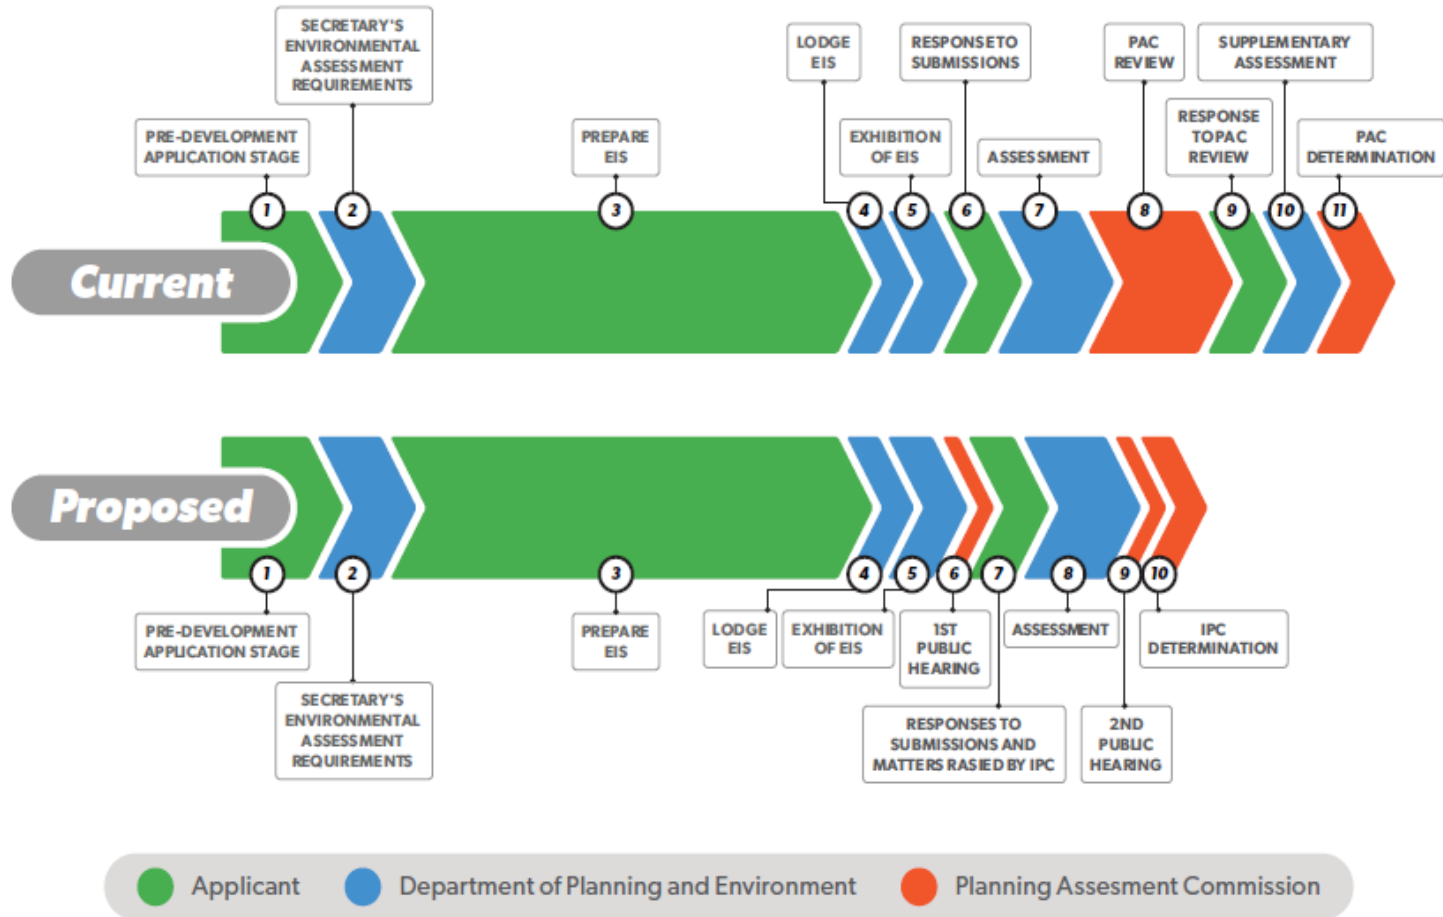 SECRETARY'S
ENVIRONMENTAL
ASSESSMENT
REQUIREMENTS
LODGE
EIS
RESPONSE TO
SUBMISSIONS
PAC
REVIEW
SUPPLEMENTARY
ASSESSMENT
PRE-DEVELOPMENT
APPLICATION STAGE
PREPARE
EIS
EXHIBITION
OF EIS
ASSESSMENT
RESPONSE
TO PAC
REVIEW
PAC
DETERMINATION
1
2
3
4
5
6
7
8
9
10
11
Current
Proposed
1
2
3
4
5
6
7
8
9
10
PRE-DEVELOPMENT
APPLICATION STAGE
PREPARE
EIS
LODGE
EIS
EXHIBITION
OF EIS
1ST
PUBLIC
HEARING
ASSESSMENT
IPC
DETERMINATION
SECRETARY'S
ENVIRONMENTAL
ASSESSMENT
REQUIREMENTS
RESPONSES TO
SUBMISSIONS AND
MATTERS RASIED BY IPC
2ND
PUBLIC
HEARING
Applicant
Department of Planning and Environment
Planning Assesment Commission